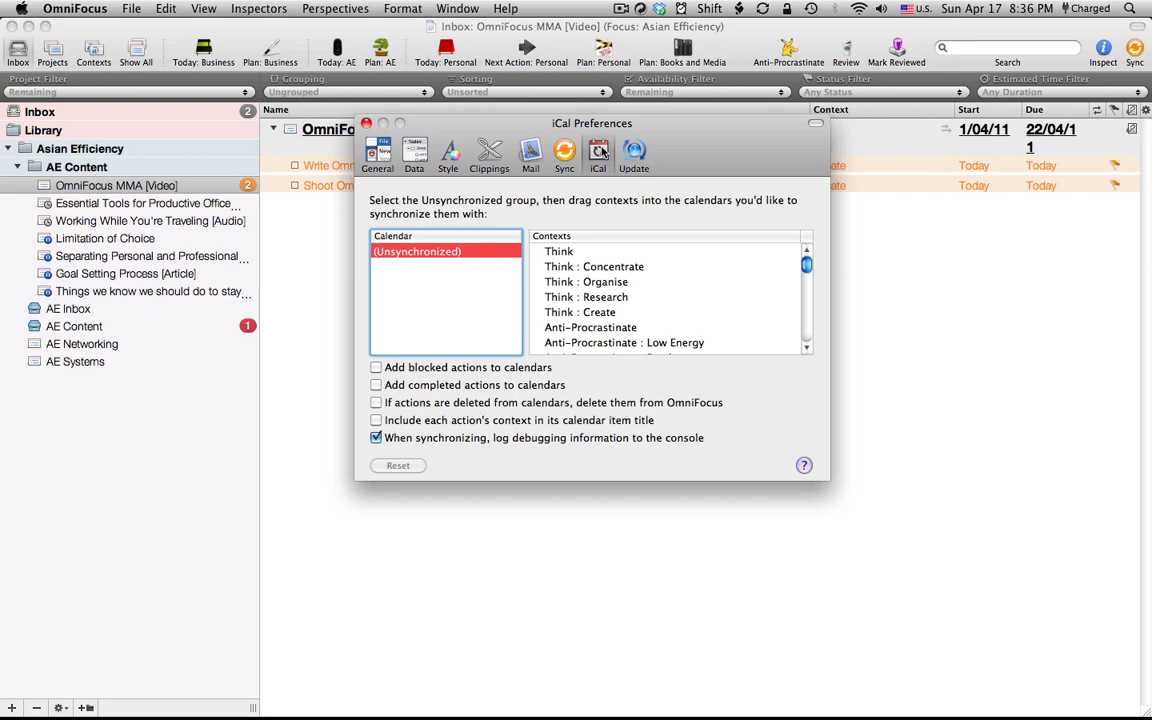 OmniFocus File Edit View Inspectors Perspectives Format Window Help Shift U.S. Sun Apr 17 8:36 PM Charged
Inbox: OmniFocus MMA [Video] (Focus: Asian Efficiency)
Inbox Projects Contexts Show All Today: Business Plan: Business Today: AE Plan: AE Today: Personal Next Action: Personal Plan: Personal Plan: Books and Media Anti-Procrastinate Review Mark Reviewed Search Inspect Sync
Project Filter Grouping Sorting Availability Filter Status Filter Estimated Time Filter
Remaining Ungrouped Unsorted Remaining Any Status Any Duration
Inbox 2
Library
Asian Efficiency
AE Content
OmniFocus MMA [Video] 2
Essential Tools for Productive Office...
Working While You're Traveling [Audio]
Limitation of Choice
Separating Personal and Professional...
Goal Setting Process [Article]
Things we know we should do to stay...
AE Inbox
AE Content 1
AE Networking
AE Systems
Name Context Start Due
OmniFo 1/04/11 22/04/1
1
Write Om ate Today Today
Shoot Om ate Today Today
iCal Preferences
General Data Style Clippings Mail Sync iCal Update
File
New
Today
Select the Unsynchronized group, then drag contexts into the calendars you'd like to
synchronize them with:
Calendar Contexts
(Unsynchronized) Think
Think : Concentrate
Think : Organise
Think : Research
Think : Create
Anti-Procrastinate
Anti-Procrastinate : Low Energy
Add blocked actions to calendars
Add completed actions to calendars
If actions are deleted from calendars, delete them from OmniFocus
Include each action's context in its calendar item title
When synchronizing, log debugging information to the console
Reset ?